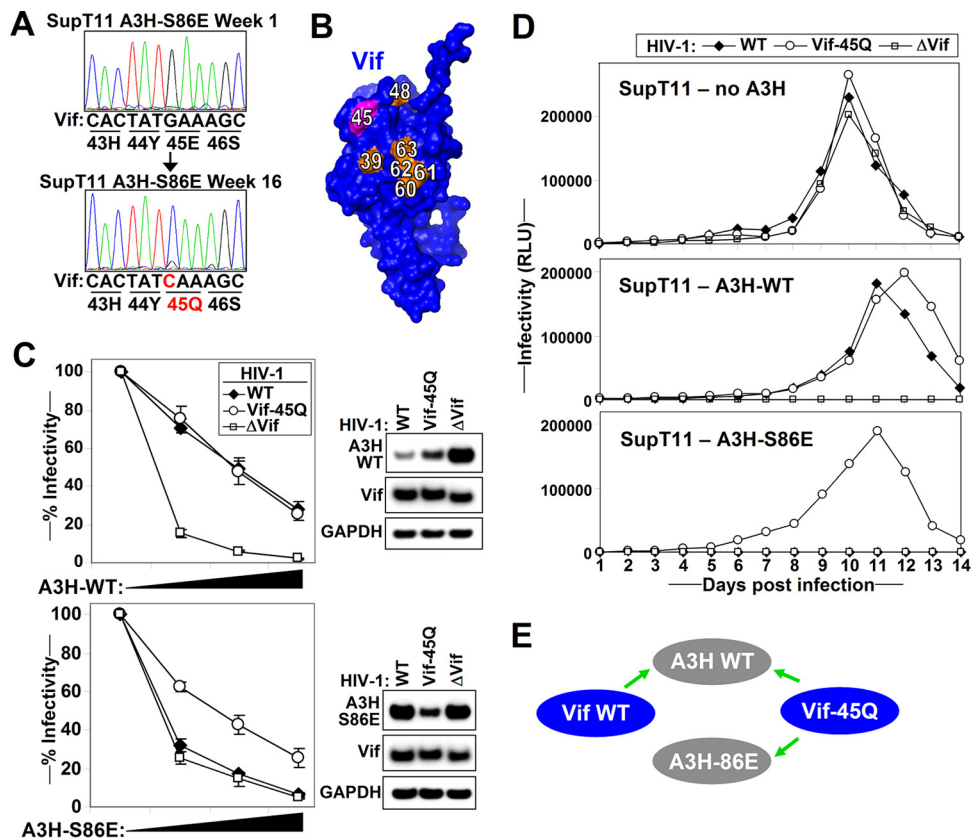 A
SupT11 A3H-S86E Week 1
Vif: CACTATGAAAGC
43H 44Y 45E 46S
SupT11 A3H-S86E Week 16
Vif: CACTATCAAAGC
43H 44Y 45Q 46S
B
Vif
48
45
63
39
62 61
60
C
HIV-1
WT
Vif-45Q
ΔVif
—% Infectivity—
100
80
60
40
20
0
A3H-WT:
HIV-1: WT Vif-45Q ΔVif
A3H
WT
Vif
GAPDH
—% Infectivity—
100
80
60
40
20
0
A3H-S86E:
HIV-1: WT Vif-45Q ΔVif
A3H
S86E
Vif
GAPDH
D
HIV-1: WT Vif-45Q ΔVif
SupT11 – no A3H
200000
100000
0
SupT11 – A3H-WT
200000
100000
0
SupT11 – A3H-S86E
200000
100000
0
—Infectivity (RLU)—
1 2 3 4 5 6 7 8 9 10 11 12 13 14
—Days post infection—
E
A3H WT
Vif WT
Vif-45Q
A3H-86E